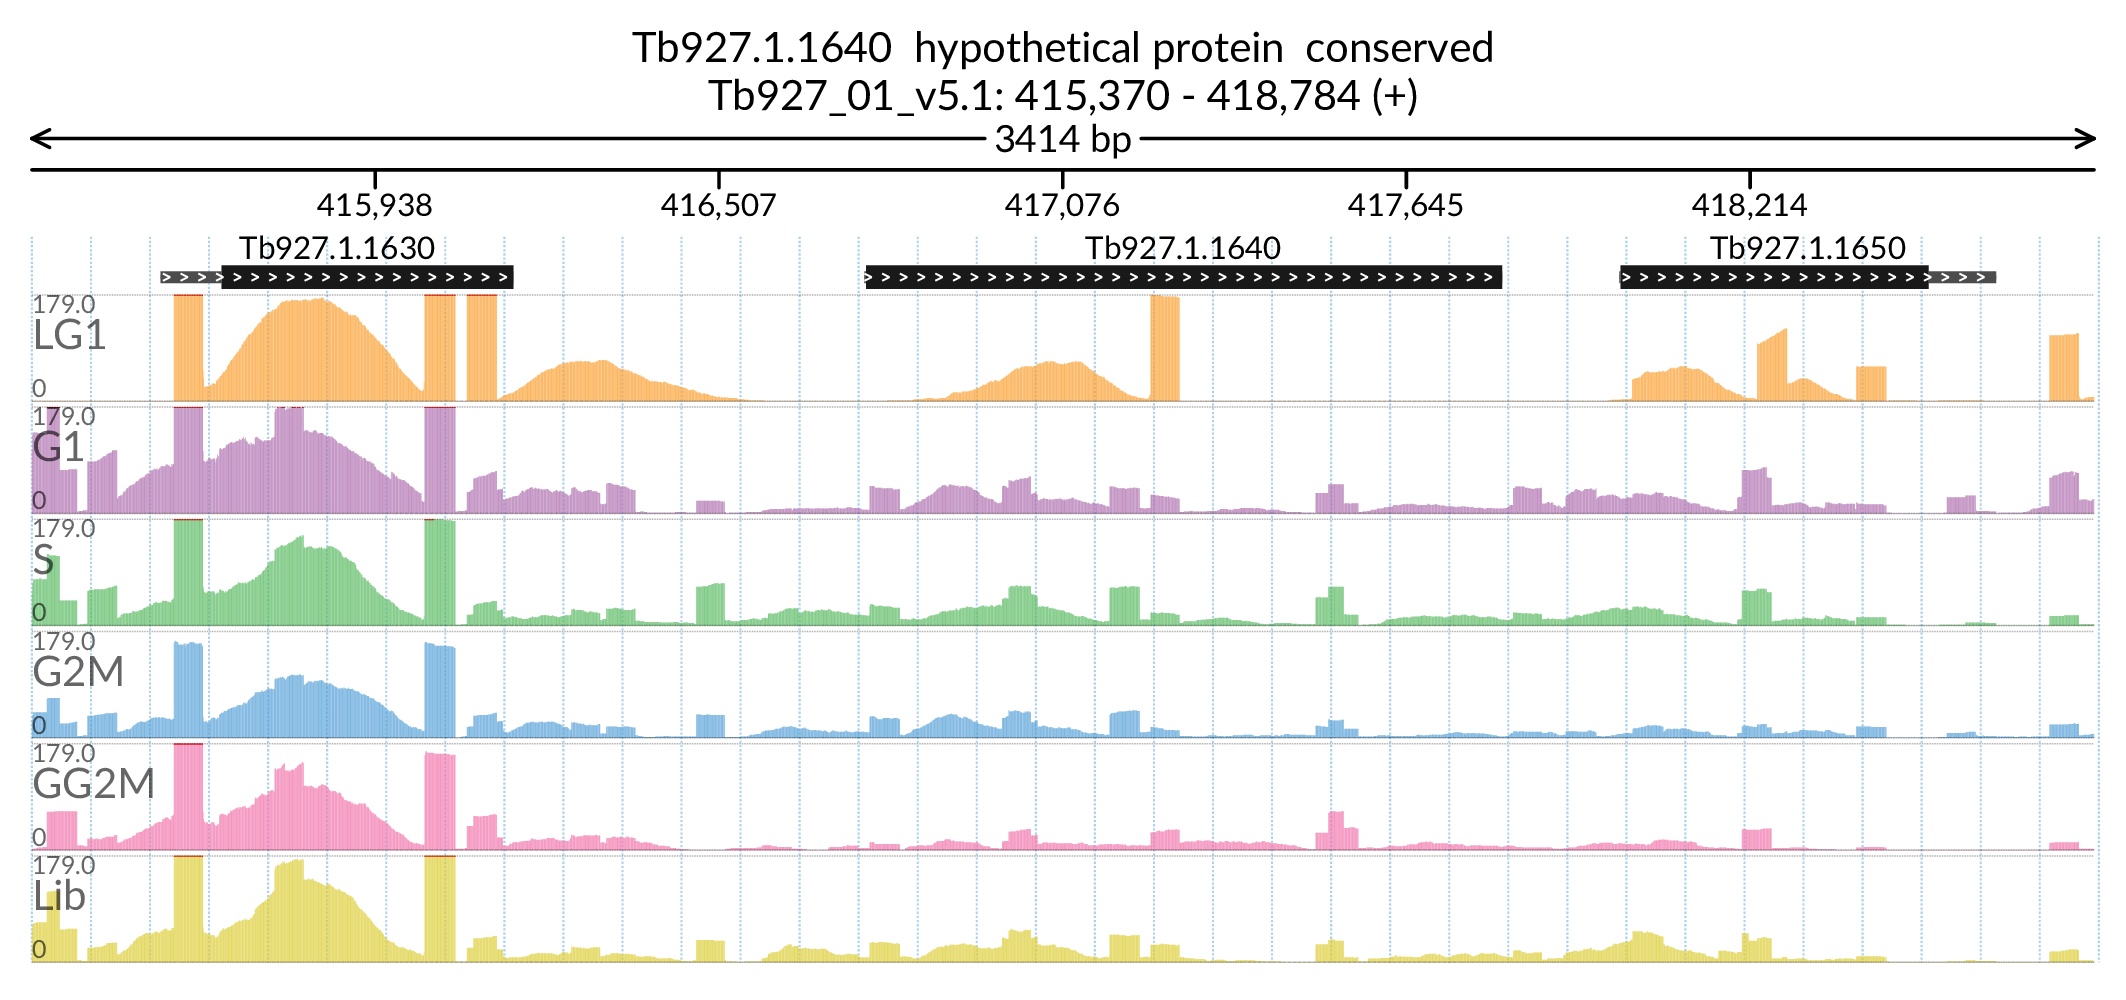 Tb927.1.1640  hypothetical protein  conserved
Tb927_01_v5.1: 415,370 - 418,784 (+)
3414 bp
415,938 416,507 417,076 417,645 418,214
Tb927.1.1630 Tb927.1.1640 Tb927.1.1650
179.0
LG1
0
179.0
G1
0
179.0
S
0
179.0
G2M
0
179.0
GG2M
0
179.0
Lib
0